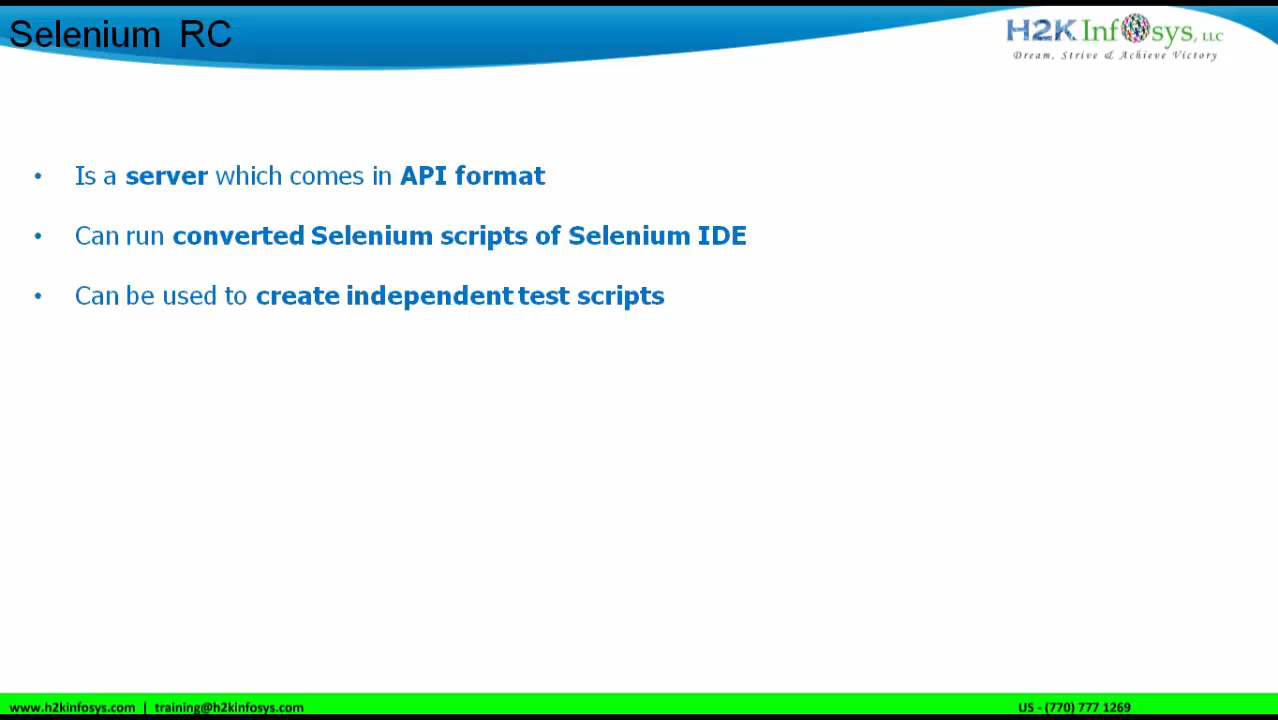 Selenium RC
H2K Infosys, LLC
Dream, Strive & Achieve Victory
• Is a server which comes in API format
• Can run converted Selenium scripts of Selenium IDE
• Can be used to create independent test scripts
www.h2kinfosys.com | training@h2kinfosys.com
US - (770) 777 1269